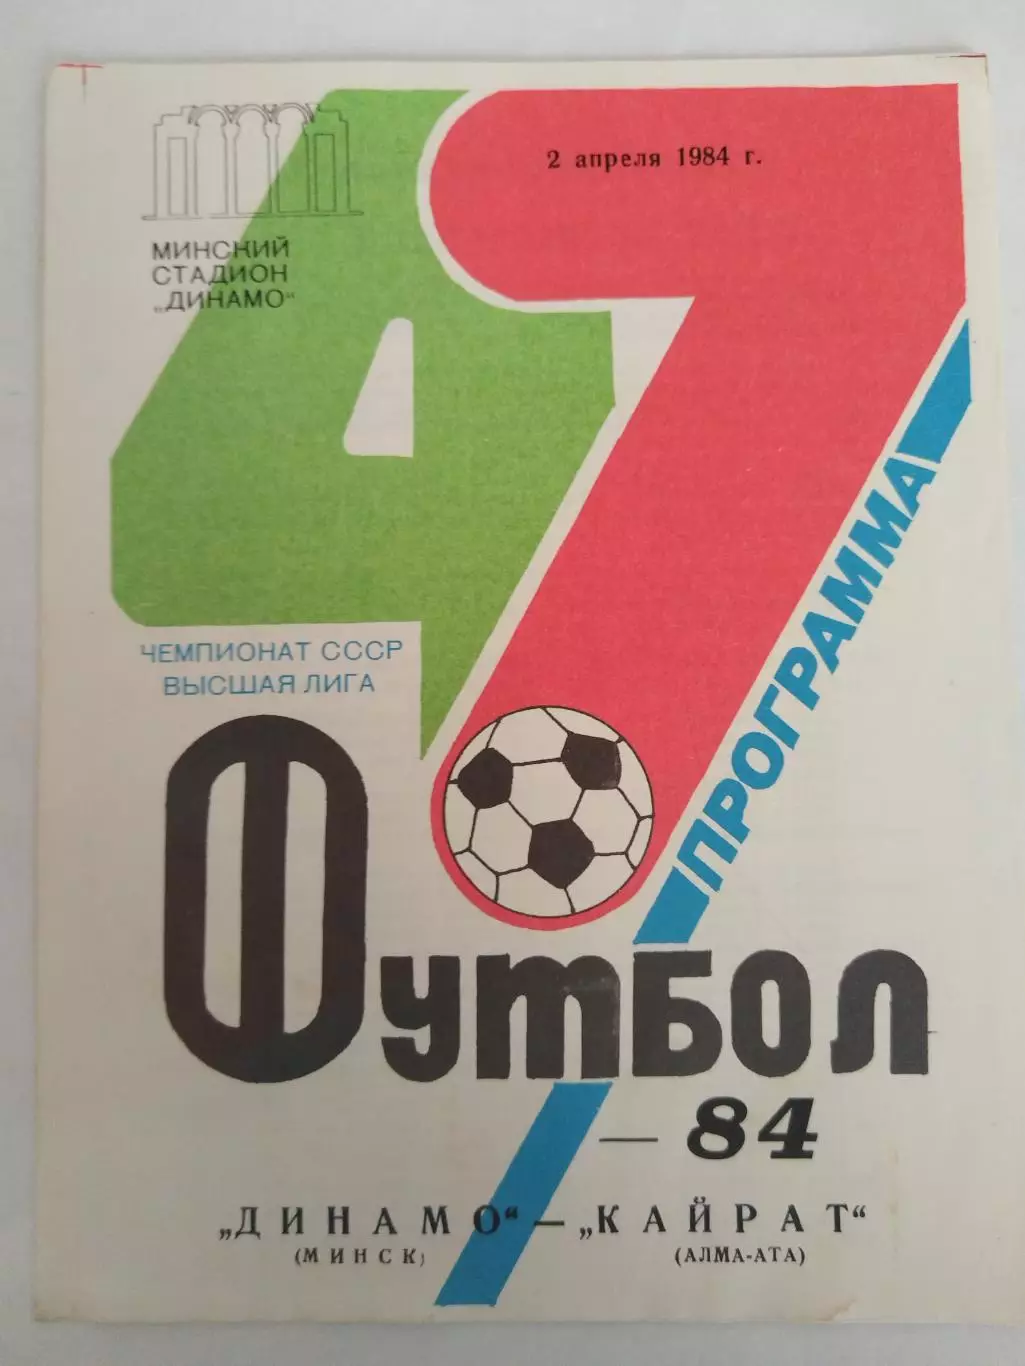 47
2 апреля 1984 г.
МИНСКИЙ
СТАДИОН
„ДИНАМО“
ПРОГРАММА
ЧЕМПИОНАТ СССР
ВЫСШАЯ ЛИГА
ФУТБОЛ
— 84
„ДИНАМО“ — „КАЙРАТ“
(МИНСК) (АЛМА-АТА)